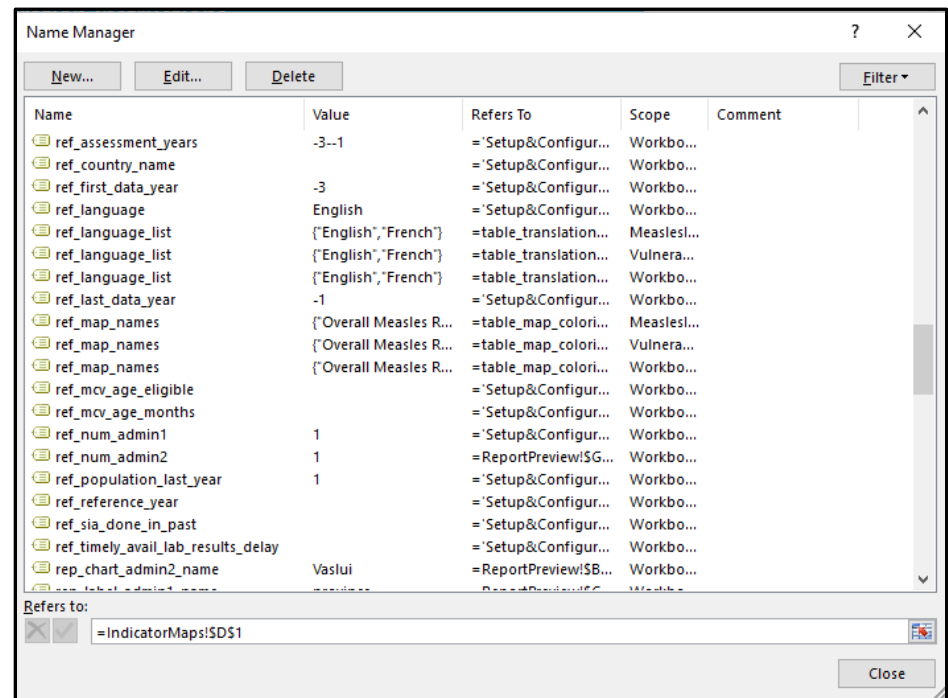 Name Manager ? ×
New... Edit... Delete Filter
Name Value Refers To Scope Comment
ref_assessment_years -3--1 ='Setup&Configur... Workbo...
ref_country_name ='Setup&Configur... Workbo...
ref_first_data_year -3 ='Setup&Configur... Workbo...
ref_language English ='Setup&Configur... Workbo...
ref_language_list {"English","French"} =table_translation... Measlesl...
ref_language_list {"English","French"} =table_translation... Vulnera...
ref_language_list {"English","French"} =table_translation... Workbo...
ref_last_data_year -1 ='Setup&Configur... Workbo...
ref_map_names {"Overall Measles R... =table_map_colori... Measlesl...
ref_map_names {"Overall Measles R... =table_map_colori... Vulnera...
ref_map_names {"Overall Measles R... =table_map_colori... Workbo...
ref_mcv_age_eligible ='Setup&Configur... Workbo...
ref_mcv_age_months ='Setup&Configur... Workbo...
ref_num_admin1 1 ='Setup&Configur... Workbo...
ref_num_admin2 1 =ReportPreview!$G... Workbo...
ref_population_last_year 1 ='Setup&Configur... Workbo...
ref_reference_year ='Setup&Configur... Workbo...
ref_sia_done_in_past ='Setup&Configur... Workbo...
ref_timely_avail_lab_results_delay ='Setup&Configur... Workbo...
rep_chart_admin2_name Vaslui =ReportPreview!$B... Workbo...
Refers to:
=IndicatorMaps!$D$1
Close